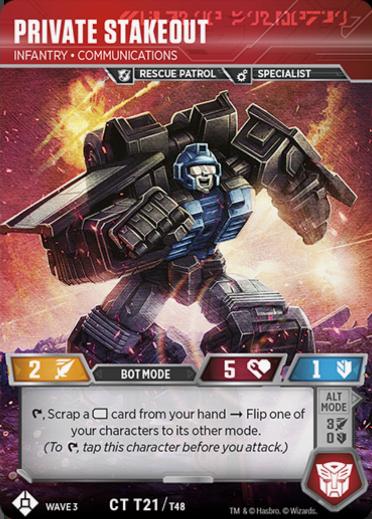 PRIVATE STAKEOUT
INFANTRY • COMMUNICATIONS
RESCUE PATROL
SPECIALIST
2
BOT MODE
5
1
ALT
MODE
3
0
, Scrap a card from your hand → Flip one of
your characters to its other mode.
(To , tap this character before you attack.)
WAVE 3
CT T21/T48
TM & © Hasbro. © Wizards.